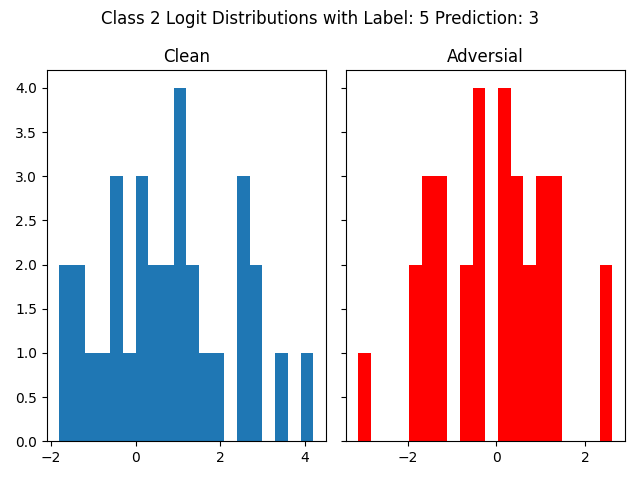 Class 2 Logit Distributions with Label: 5 Prediction: 3
Clean
Adversial
4.0
3.5
3.0
2.5
2.0
1.5
1.0
0.5
0.0
−2 0 2 4
−2 0 2